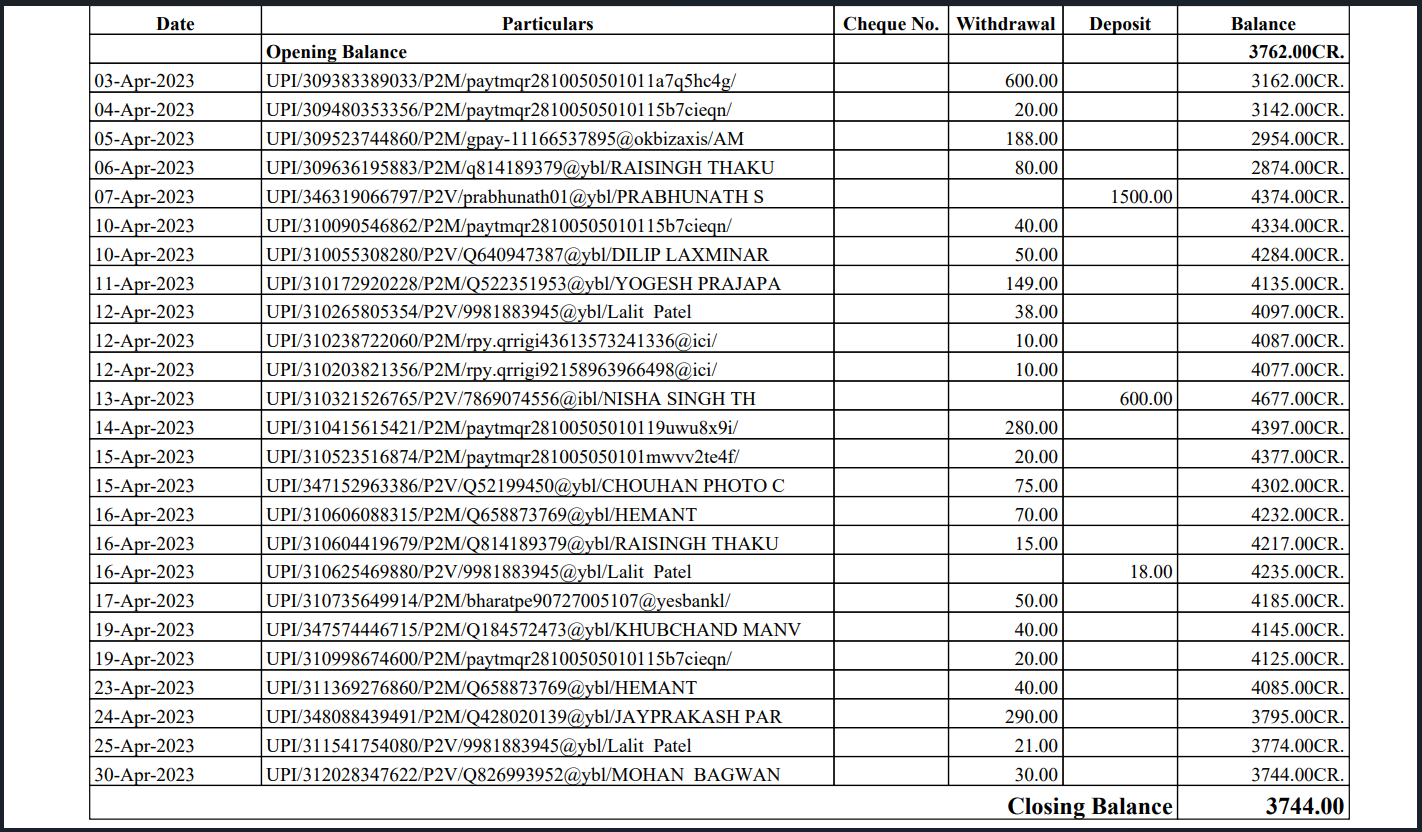 Date Particulars Cheque No. Withdrawal Deposit Balance
Opening Balance 3762.00CR.
03-Apr-2023 UPI/309383389033/P2M/paytmqr2810050501011a7q5hc4g/ 600.00 3162.00CR.
04-Apr-2023 UPI/309480353356/P2M/paytmqr28100505010115b7cieqn/ 20.00 3142.00CR.
05-Apr-2023 UPI/309523744860/P2M/gpay-11166537895@okbizaxis/AM 188.00 2954.00CR.
06-Apr-2023 UPI/309636195883/P2M/q814189379@ybl/RAISINGH THAKU 80.00 2874.00CR.
07-Apr-2023 UPI/346319066797/P2V/prabhunath01@ybl/PRABHUNATH S 1500.00 4374.00CR.
10-Apr-2023 UPI/310090546862/P2M/paytmqr28100505010115b7cieqn/ 40.00 4334.00CR.
10-Apr-2023 UPI/310055308280/P2V/Q640947387@ybl/DILIP LAXMINAR 50.00 4284.00CR.
11-Apr-2023 UPI/310172920228/P2M/Q522351953@ybl/YOGESH PRAJAPA 149.00 4135.00CR.
12-Apr-2023 UPI/310265805354/P2V/9981883945@ybl/Lalit Patel 38.00 4097.00CR.
12-Apr-2023 UPI/310238722060/P2M/rpy.qrrigi43613573241336@ici/ 10.00 4087.00CR.
12-Apr-2023 UPI/310203821356/P2M/rpy.qrrigi92158963966498@ici/ 10.00 4077.00CR.
13-Apr-2023 UPI/310321526765/P2V/7869074556@ibl/NISHA SINGH TH 600.00 4677.00CR.
14-Apr-2023 UPI/310415615421/P2M/paytmqr28100505010119uwu8x9i/ 280.00 4397.00CR.
15-Apr-2023 UPI/310523516874/P2M/paytmqr281005050101mwvv2te4f/ 20.00 4377.00CR.
15-Apr-2023 UPI/347152963386/P2V/Q52199450@ybl/CHOUHAN PHOTO C 75.00 4302.00CR.
16-Apr-2023 UPI/310606088315/P2M/Q658873769@ybl/HEMANT 70.00 4232.00CR.
16-Apr-2023 UPI/310604419679/P2M/Q814189379@ybl/RAISINGH THAKU 15.00 4217.00CR.
16-Apr-2023 UPI/310625469880/P2V/9981883945@ybl/Lalit Patel 18.00 4235.00CR.
17-Apr-2023 UPI/310735649914/P2M/bharatpe90727005107@yesbankl/ 50.00 4185.00CR.
19-Apr-2023 UPI/347574446715/P2M/Q184572473@ybl/KHUBCHAND MANV 40.00 4145.00CR.
19-Apr-2023 UPI/310998674600/P2M/paytmqr28100505010115b7cieqn/ 20.00 4125.00CR.
23-Apr-2023 UPI/311369276860/P2M/Q658873769@ybl/HEMANT 40.00 4085.00CR.
24-Apr-2023 UPI/348088439491/P2M/Q428020139@ybl/JAYPRAKASH PAR 290.00 3795.00CR.
25-Apr-2023 UPI/311541754080/P2V/9981883945@ybl/Lalit Patel 21.00 3774.00CR.
30-Apr-2023 UPI/312028347622/P2V/Q826993952@ybl/MOHAN BAGWAN 30.00 3744.00CR.
Closing Balance 3744.00